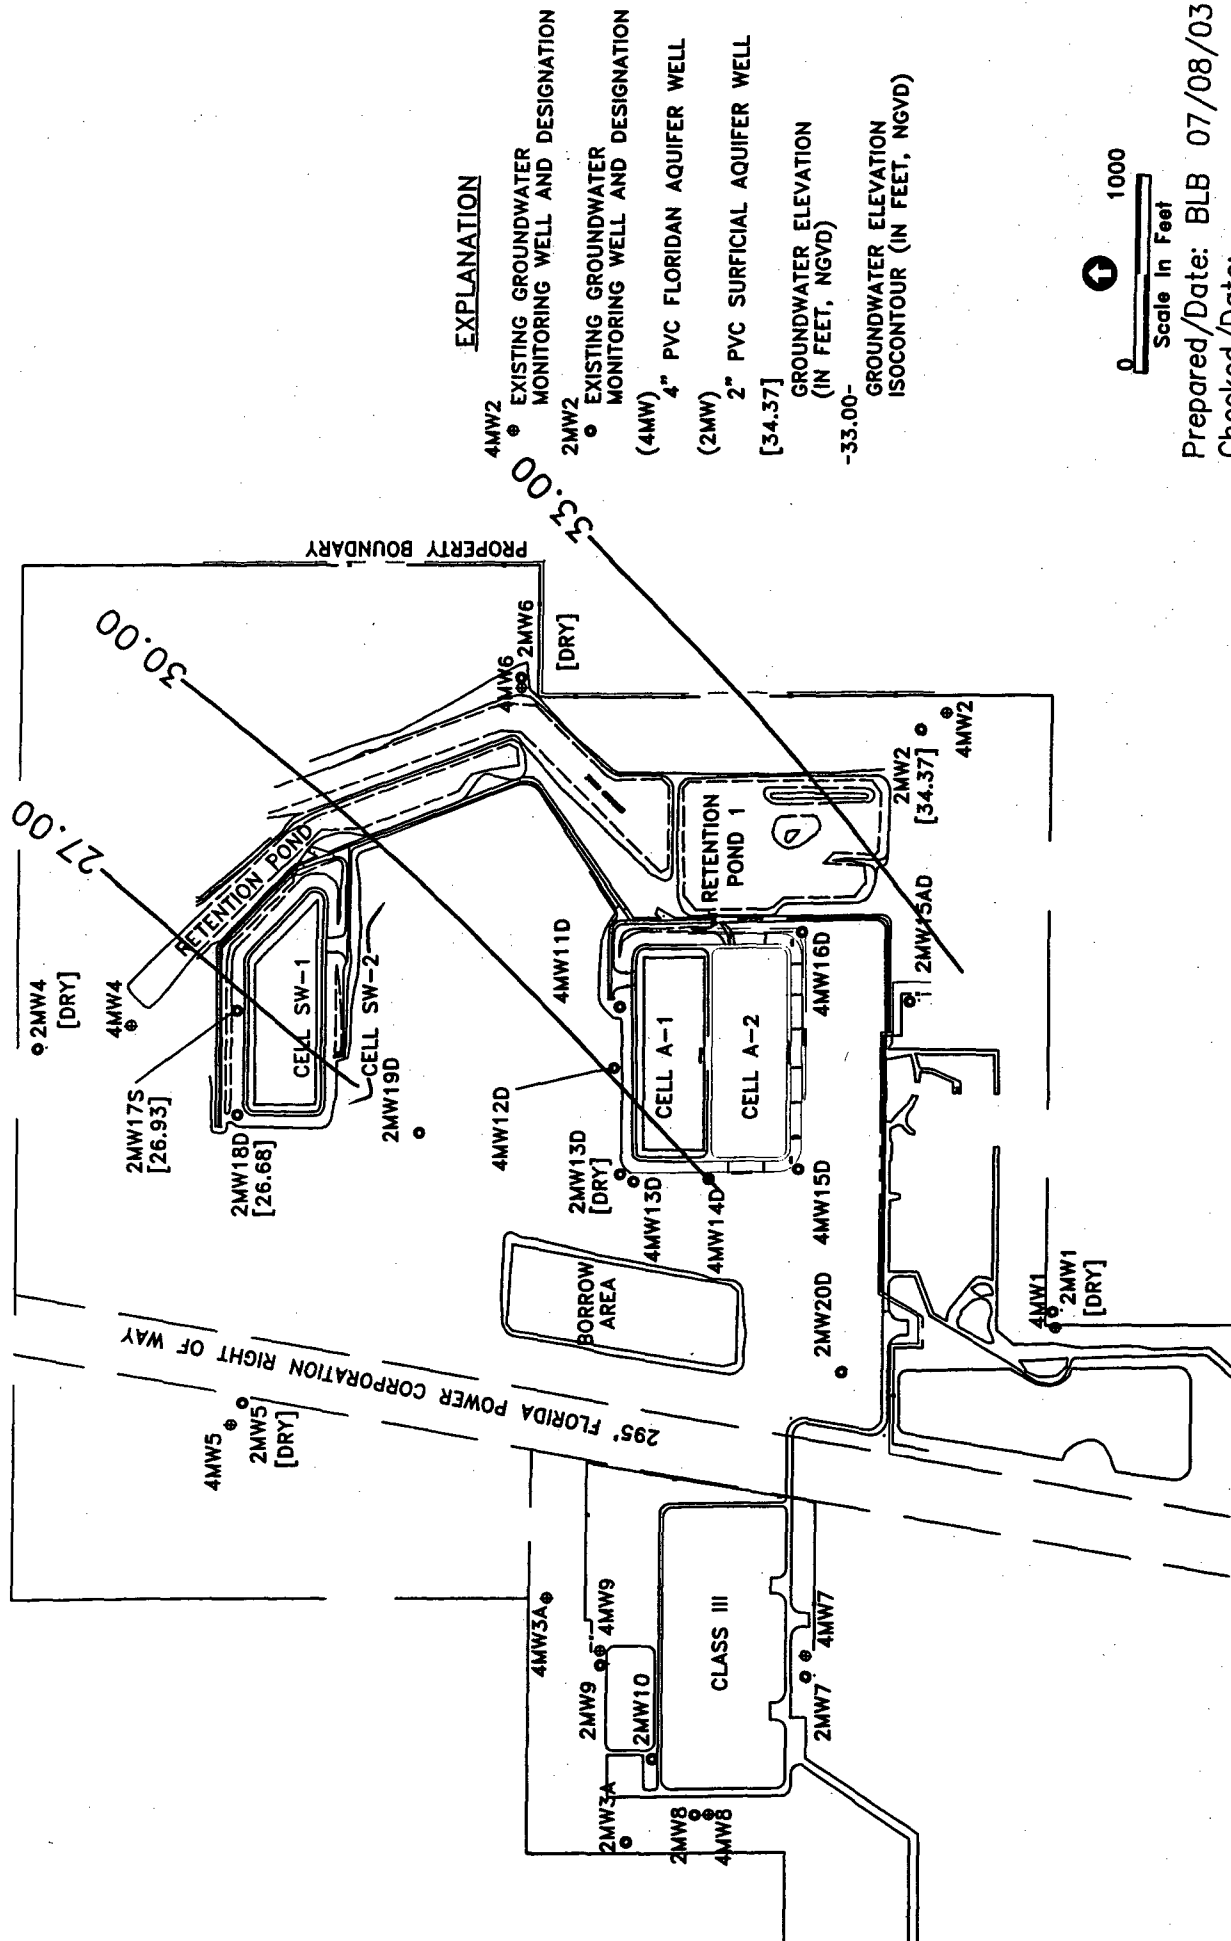 EXPLANATION
4MW2
EXISTING GROUNDWATER
MONITORING WELL AND DESIGNATION
2MW2
EXISTING GROUNDWATER
MONITORING WELL AND DESIGNATION
(4MW)
4" PVC FLORIDAN AQUIFER WELL
(2MW)
2" PVC SURFICIAL AQUIFER WELL
[34.37]
GROUNDWATER ELEVATION
(IN FEET, NGVD)
-33.00-
GROUNDWATER ELEVATION
ISOCONTOUR (IN FEET, NGVD)
0
1000
Scale In Feet
Prepared/Date: BLB 07/08/03
Checked/Date:
PROPERTY BOUNDARY
27.00
30.00
33.00
2MW4
[DRY]
4MW4
RETENTION POND
2MW17S
[26.93]
2MW18D
[26.68]
CELL SW-1
CELL SW-2
2MW19D
4MW6
2MW6
[DRY]
4MW11D
4MW12D
2MW13D
[DRY]
4MW13D
4MW14D
CELL A-1
CELL A-2
4MW15D
4MW16D
RETENTION
POND 1
2MW2
[34.37]
4MW2
2MW15AD
BORROW
AREA
2MW20D
4MW1
2MW1
[DRY]
295' FLORIDA POWER CORPORATION RIGHT OF WAY
4MW5
2MW5
[DRY]
4MW3A
4MW9
2MW9
2MW10
CLASS III
4MW7
2MW7
2MW3A
2MW8
4MW8